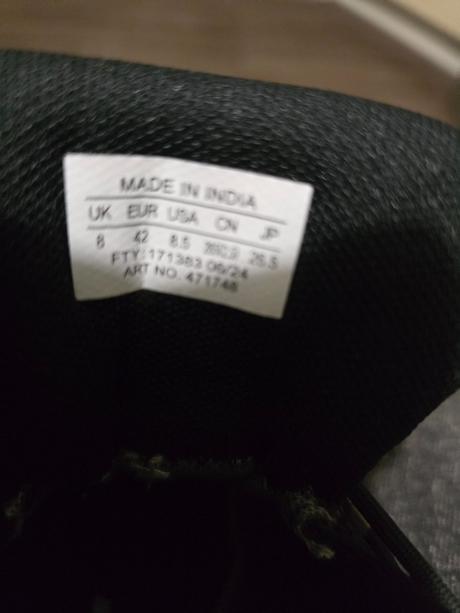 MADE IN INDIA
UK EUR USA CN JP
8 42 8.5 26.5
FTY:171383 06/24
ART NO. 471748